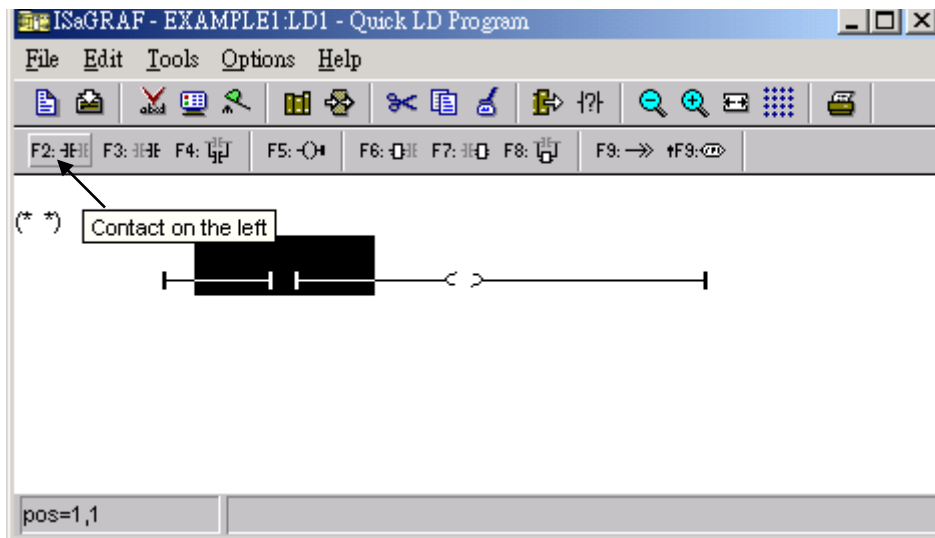 ISaGRAF - EXAMPLE1:LD1 - Quick LD Program
File Edit Tools Options Help
abcd
F2: F3: F4: F5: F6: F7: F8: F9: F9:
(* *)
Contact on the left
pos=1,1